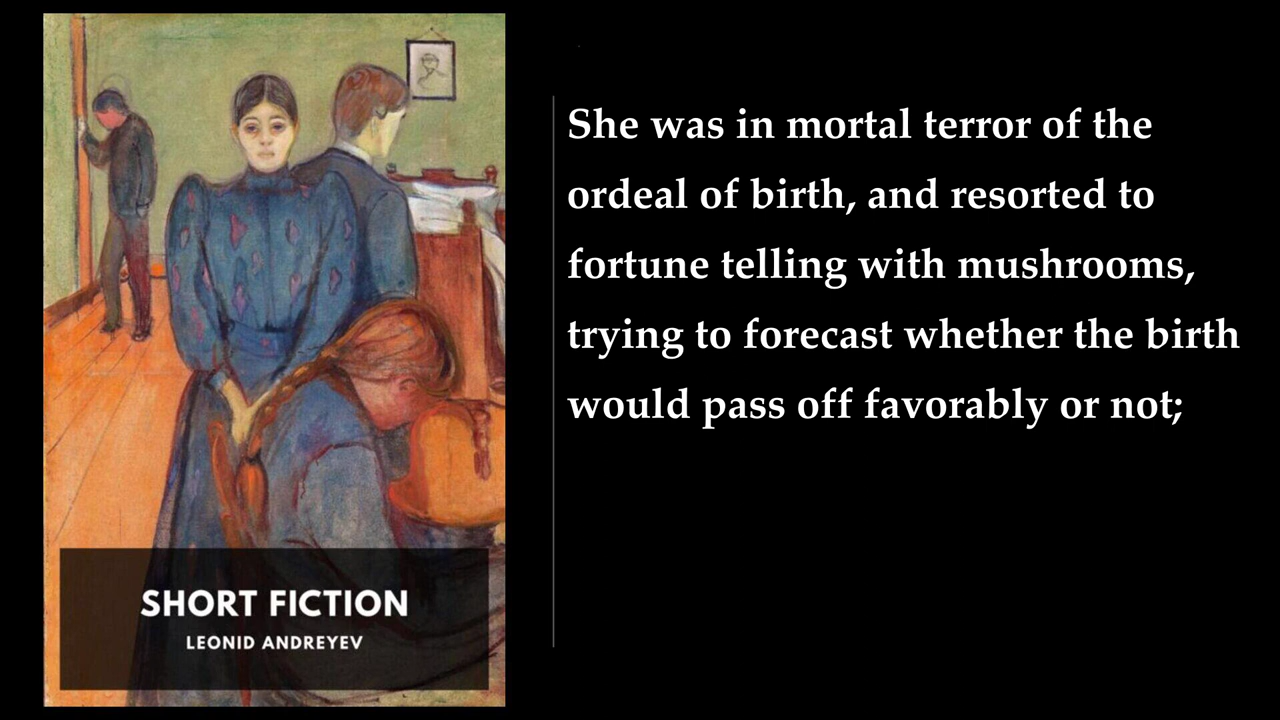 SHORT FICTION
LEONID ANDREYEV
She was in mortal terror of the
ordeal of birth, and resorted to
fortune telling with mushrooms,
trying to forecast whether the birth
would pass off favorably or not;